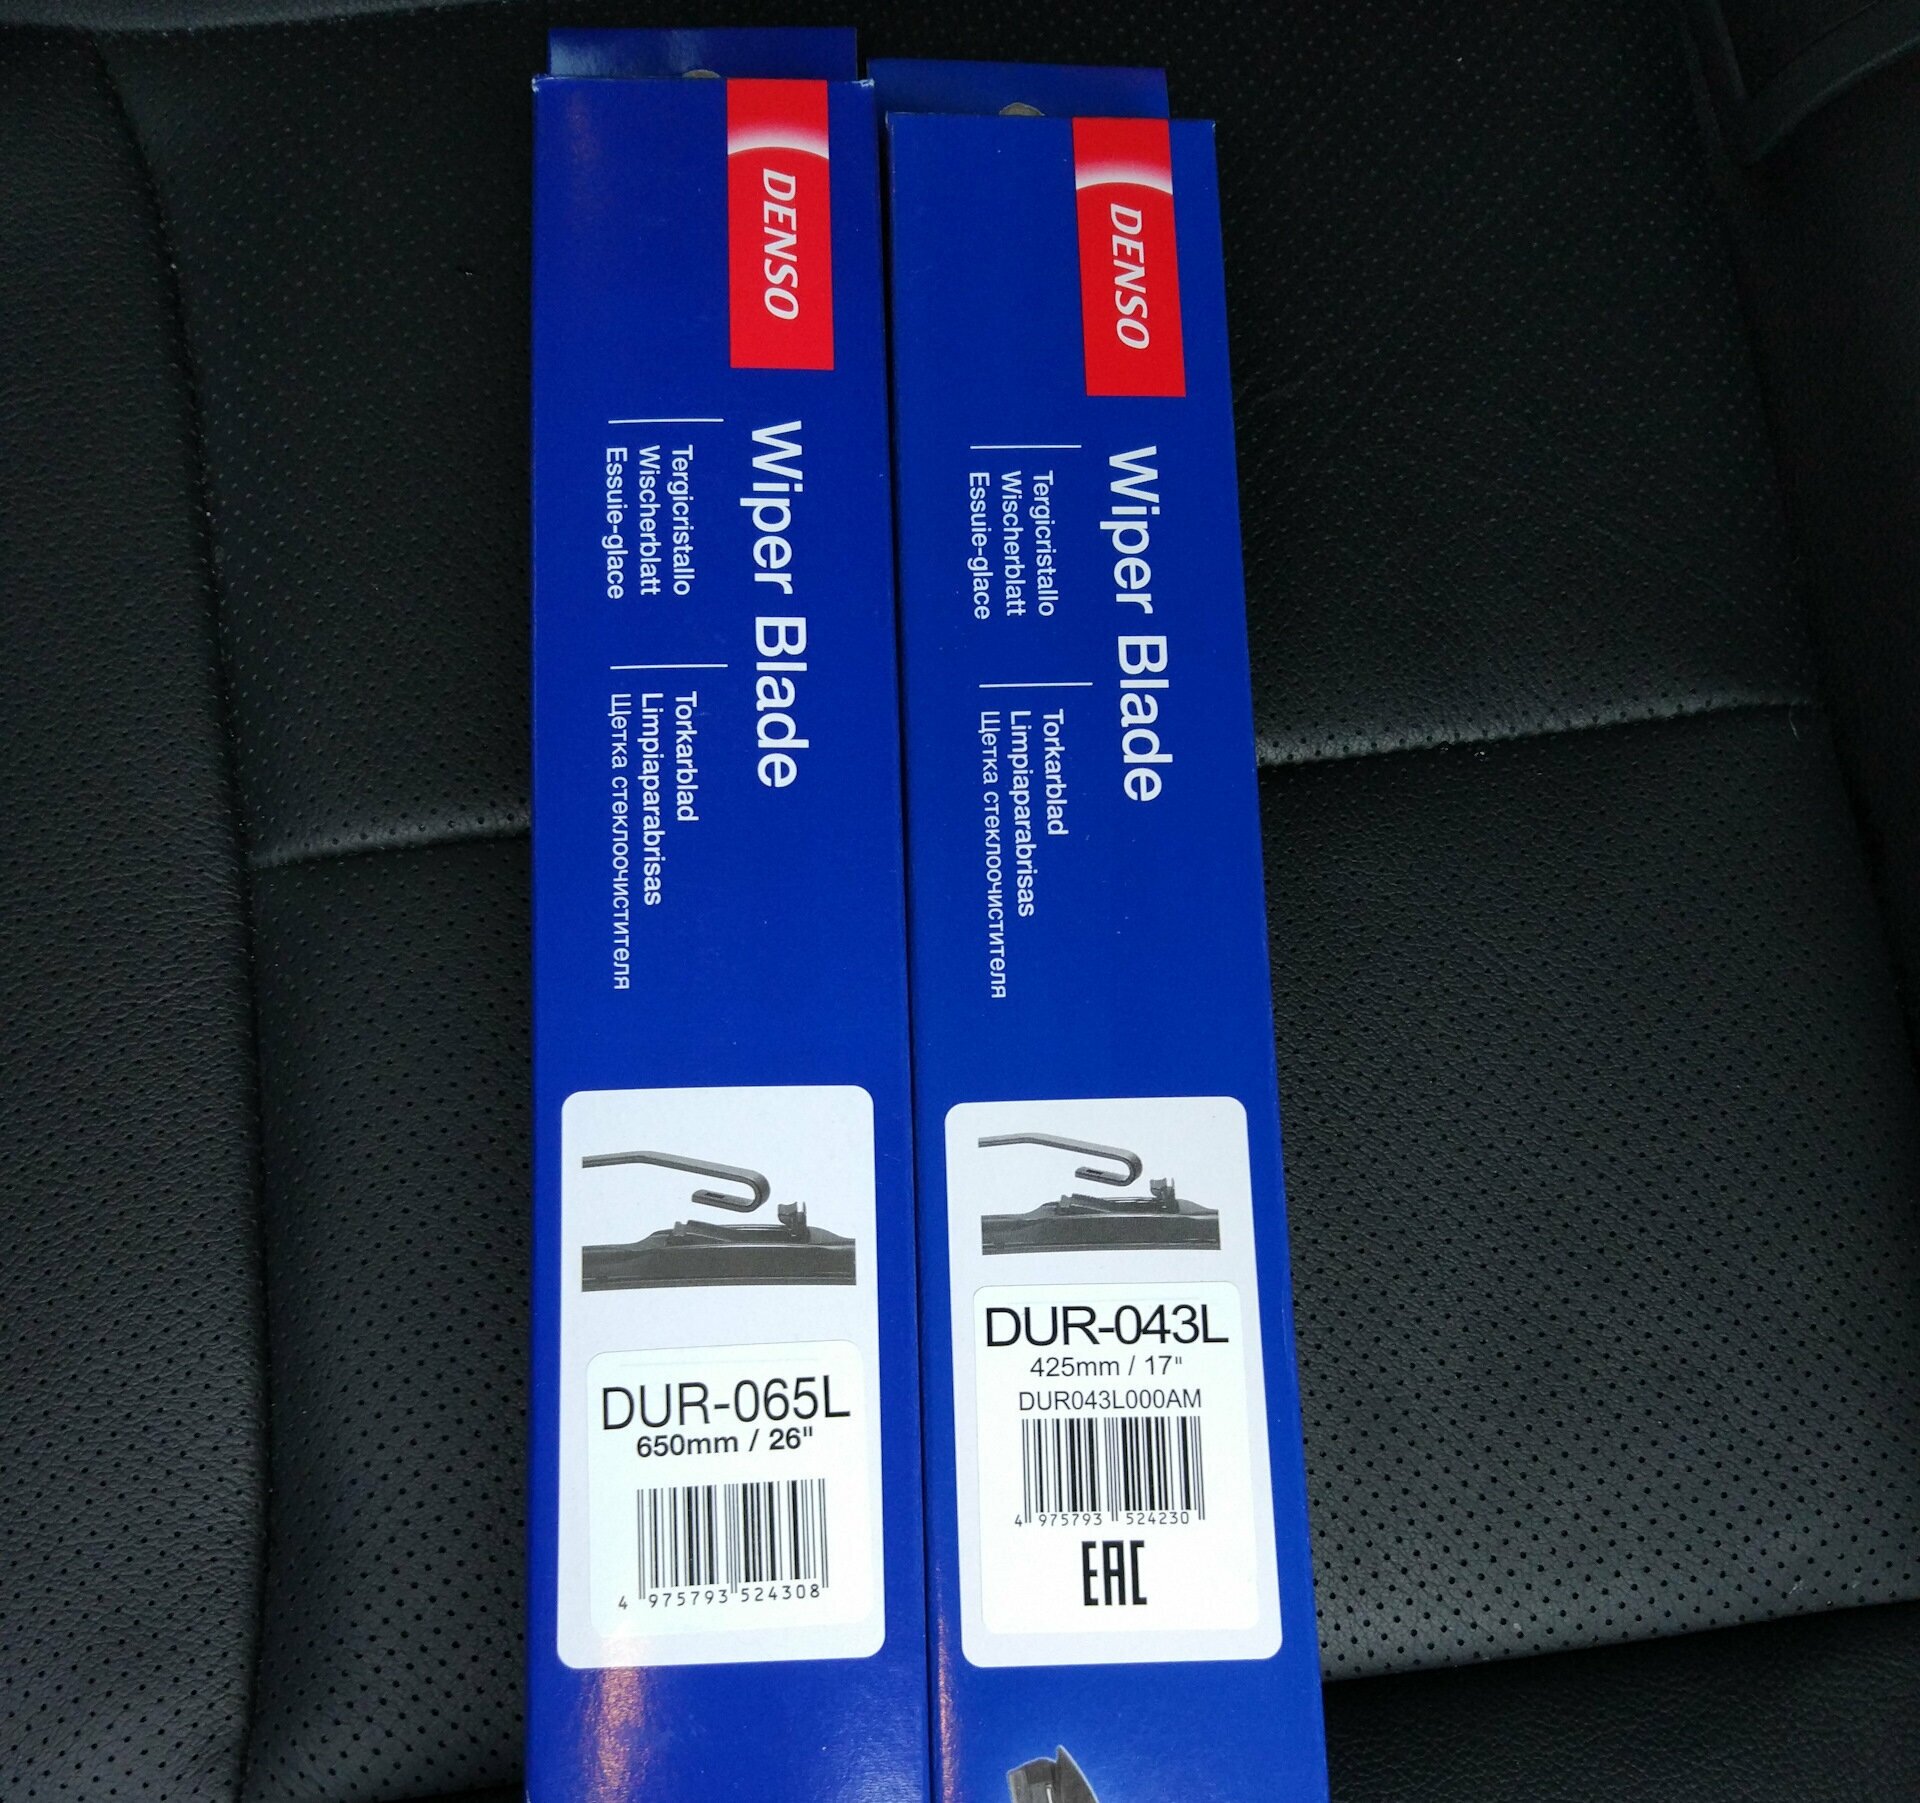 DENSO
Wiper Blade
Tergicristallo
Wischerblatt
Essuie-glace
Torkarblad
Limpiaparabrisas
Щетка стеклоочистителя
DUR-065L
650mm / 26"
4 975793 524308
DENSO
Wiper Blade
Tergicristallo
Wischerblatt
Essuie-glace
Torkarblad
Limpiaparabrisas
Щетка стеклоочистителя
DUR-043L
425mm / 17"
DUR043L000AM
4 975793 524230
EAC